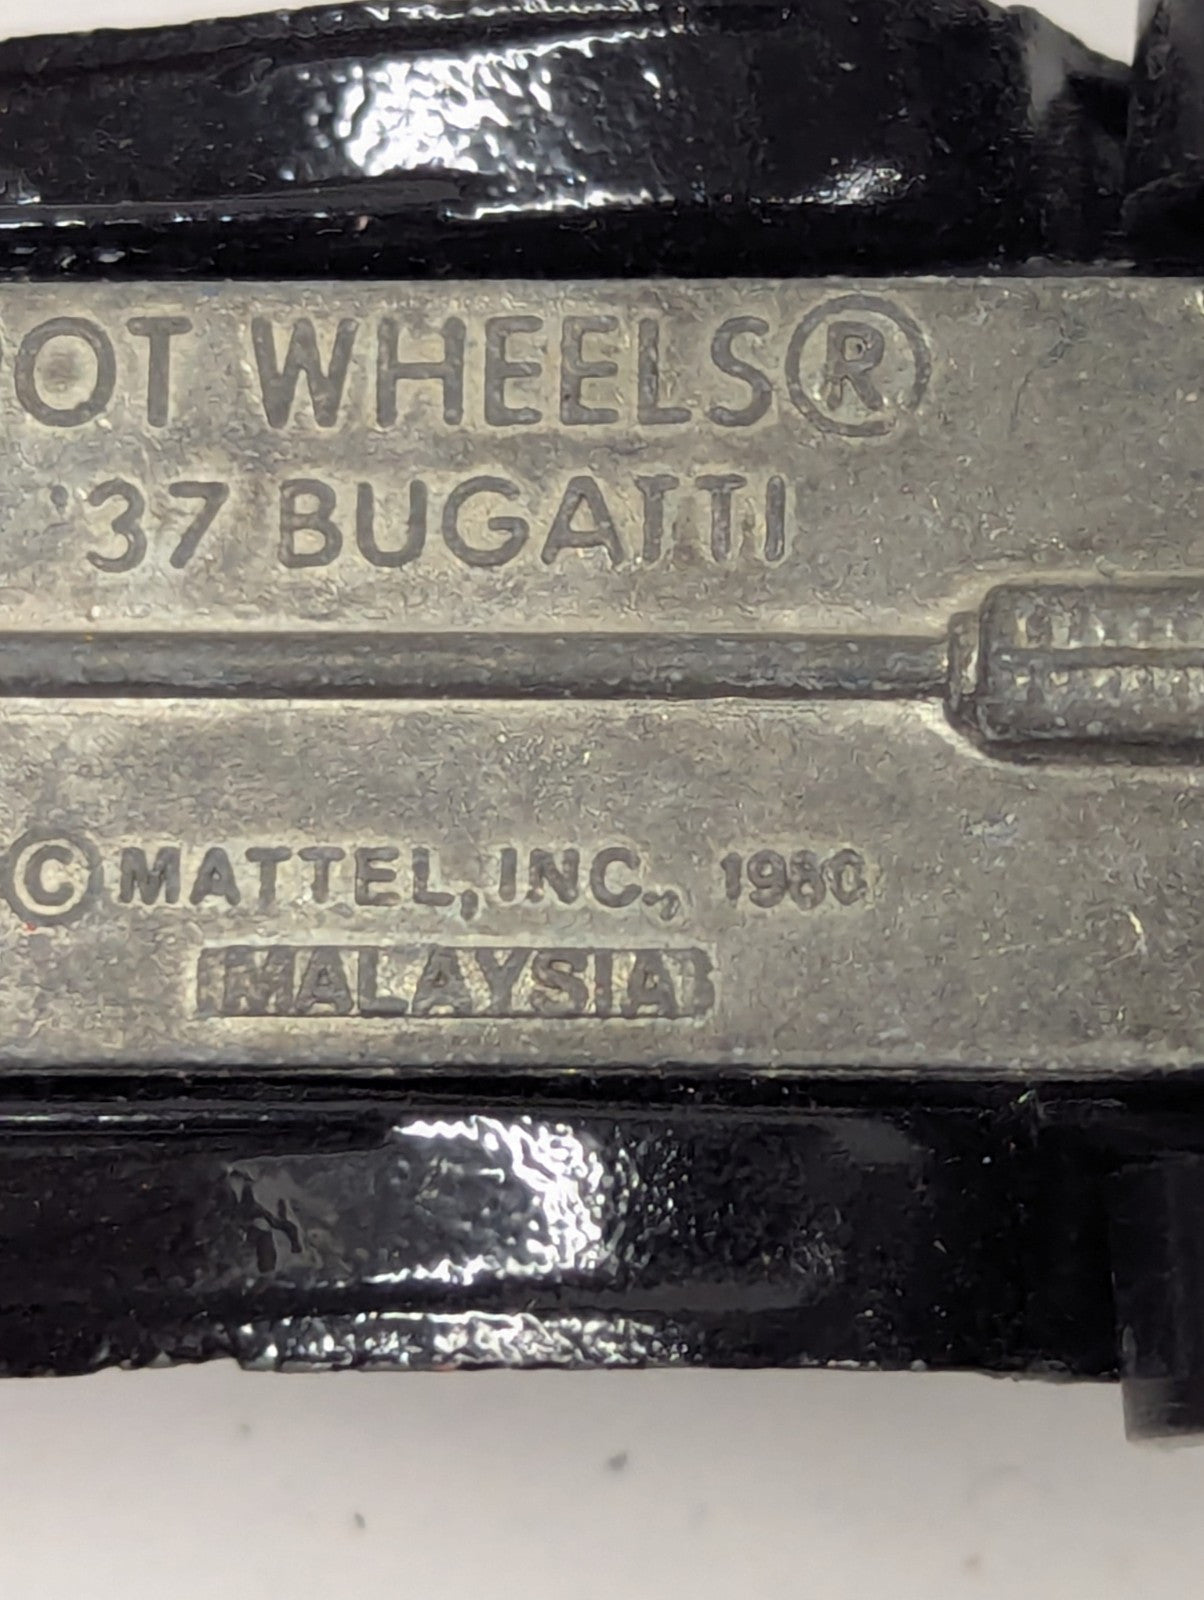 OT WHEELS®
'37 BUGATTI
© MATTEL, INC., 1980
MALAYSIA